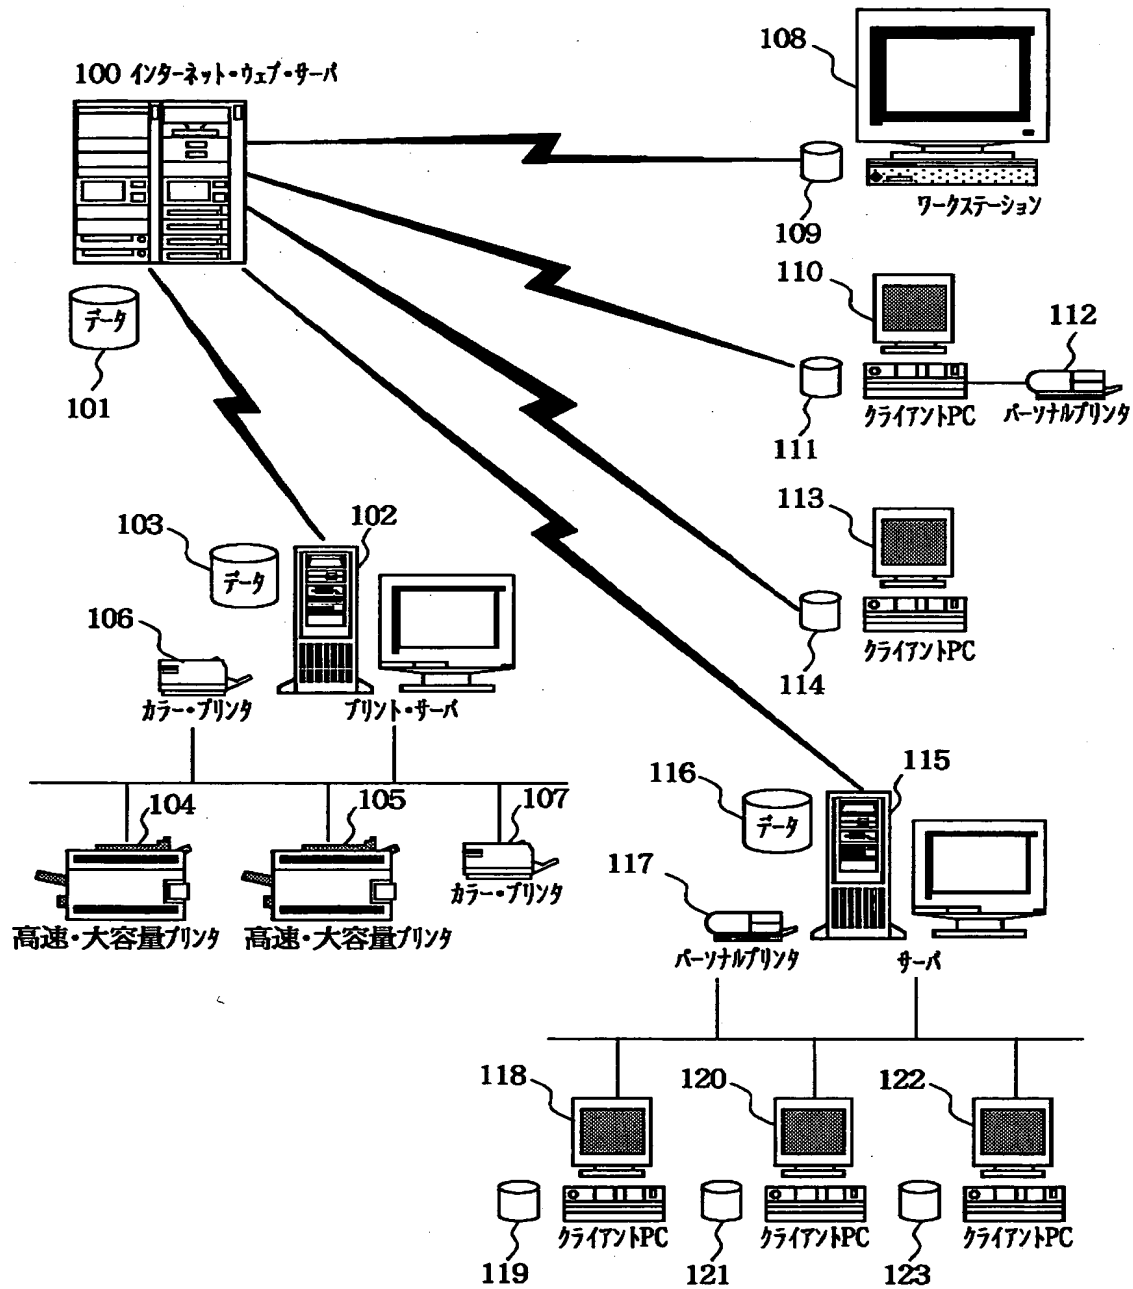 108
100 インターネット・ウェブ・サーバ
109
ワークステーション
110
112
データ
101
111
クライアントPC
パーソナルプリンタ
113
103
102
データ
114
クライアントPC
106
カラー・プリンタ
プリント・サーバ
116
115
データ
104
105
107
117
カラー・プリンタ
高速・大容量プリンタ
高速・大容量プリンタ
パーソナルプリンタ
サーバ
118
120
122
クライアントPC
クライアントPC
クライアントPC
119
121
123